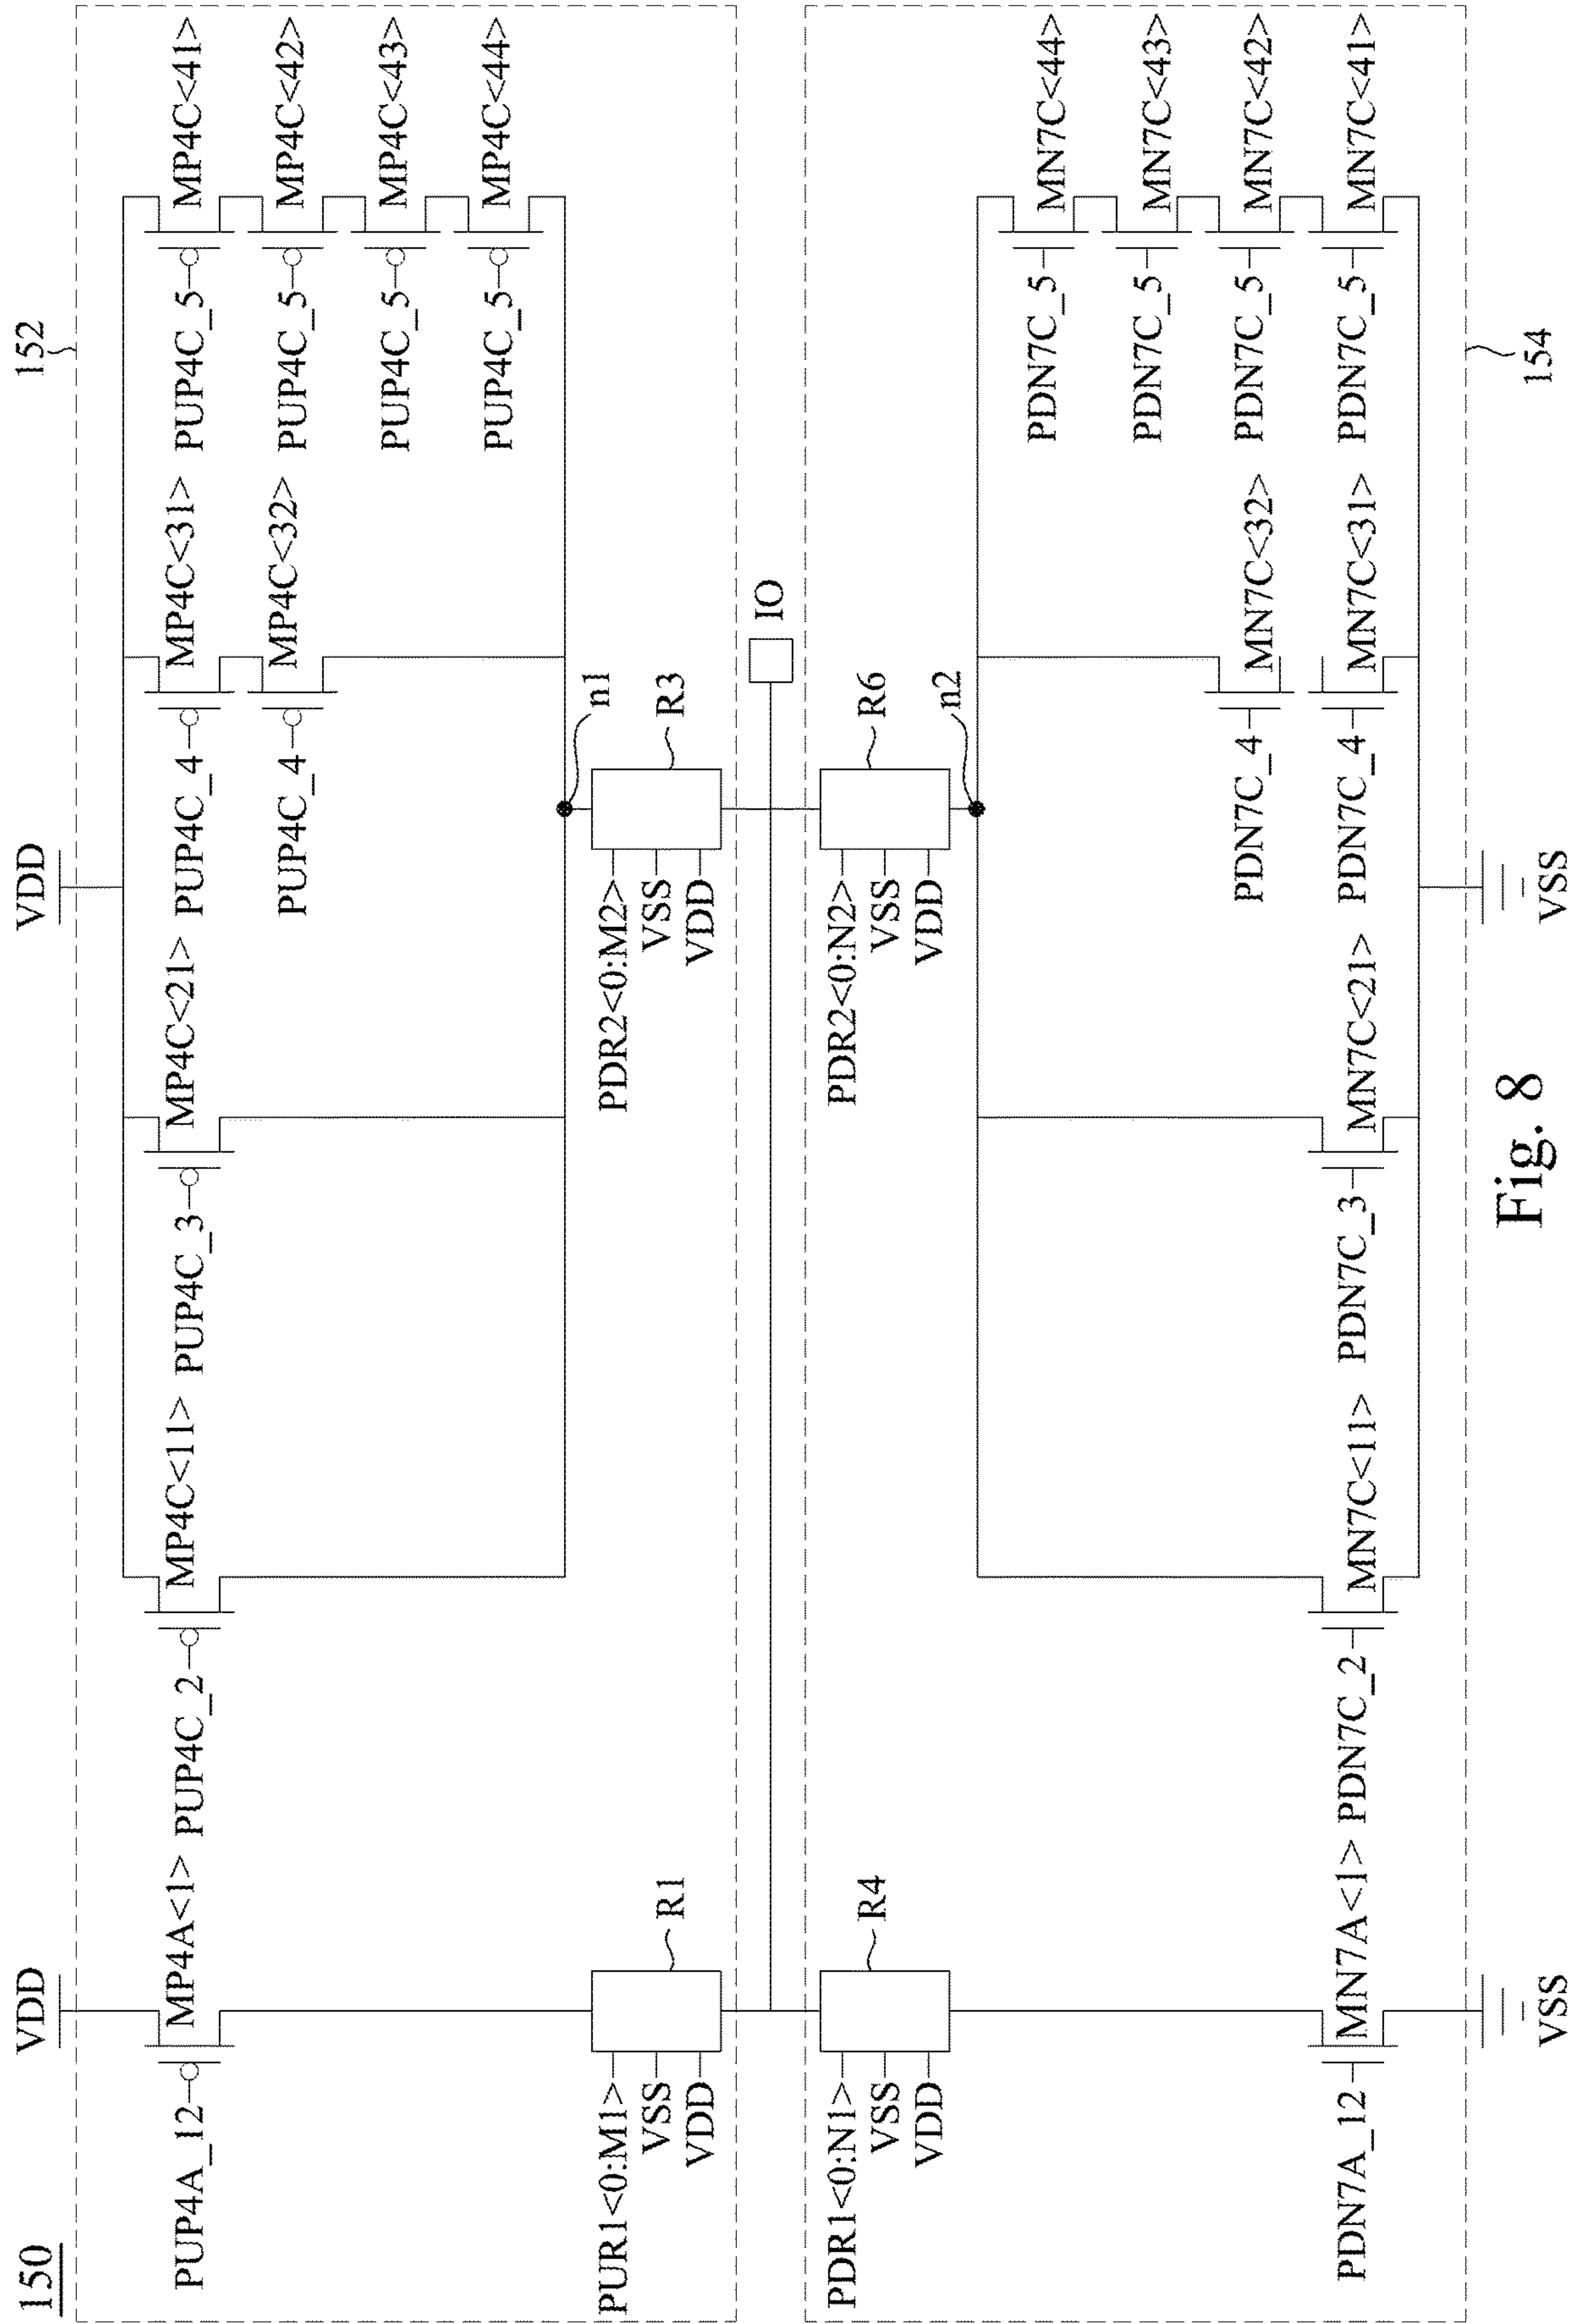 150
VDD
VDD
152
PUP4A_12
MP4A<1>
PUP4C_2
MP4C<11>
PUP4C_3
MP4C<21>
PUP4C_4
MP4C<31>
PUP4C_5
MP4C<41>
PUP4C_4
MP4C<32>
PUP4C_5
MP4C<42>
PUP4C_5
MP4C<43>
PUP4C_5
MP4C<44>
n1
PUR1<0:M1>
VSS
VDD
R1
PDR2<0:M2>
VSS
VDD
R3
IO
PDR1<0:N1>
VSS
VDD
R4
PDR2<0:N2>
VSS
VDD
R6
n2
PDN7C_5
MN7C<44>
PDN7C_5
MN7C<43>
PDN7C_4
MN7C<32>
PDN7C_5
MN7C<42>
PDN7A_12
MN7A<1>
PDN7C_2
MN7C<11>
PDN7C_3
MN7C<21>
PDN7C_4
MN7C<31>
PDN7C_5
MN7C<41>
VSS
VSS
154
Fig. 8